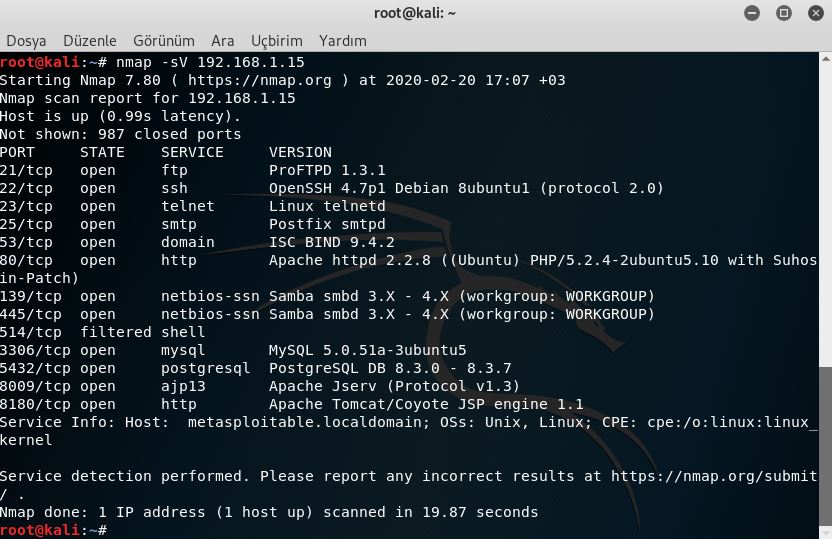 root@kali: ~
Dosya Düzenle Görünüm Ara Uçbirim Yardım
root@kali:~# nmap -sV 192.168.1.15
Starting Nmap 7.80 ( https://nmap.org ) at 2020-02-20 17:07 +03
Nmap scan report for 192.168.1.15
Host is up (0.99s latency).
Not shown: 987 closed ports
PORT     STATE    SERVICE     VERSION
21/tcp   open     ftp         ProFTPD 1.3.1
22/tcp   open     ssh         OpenSSH 4.7p1 Debian 8ubuntu1 (protocol 2.0)
23/tcp   open     telnet      Linux telnetd
25/tcp   open     smtp        Postfix smtpd
53/tcp   open     domain      ISC BIND 9.4.2
80/tcp   open     http        Apache httpd 2.2.8 ((Ubuntu) PHP/5.2.4-2ubuntu5.10 with Suhos
in-Patch)
139/tcp  open     netbios-ssn Samba smbd 3.X - 4.X (workgroup: WORKGROUP)
445/tcp  open     netbios-ssn Samba smbd 3.X - 4.X (workgroup: WORKGROUP)
514/tcp  filtered shell
3306/tcp open     mysql       MySQL 5.0.51a-3ubuntu5
5432/tcp open     postgresql  PostgreSQL DB 8.3.0 - 8.3.7
8009/tcp open     ajp13       Apache Jserv (Protocol v1.3)
8180/tcp open     http        Apache Tomcat/Coyote JSP engine 1.1
Service Info: Host:  metasploitable.localdomain; OSs: Unix, Linux; CPE: cpe:/o:linux:linux_
kernel
Service detection performed. Please report any incorrect results at https://nmap.org/submit
/ .
Nmap done: 1 IP address (1 host up) scanned in 19.87 seconds
root@kali:~#